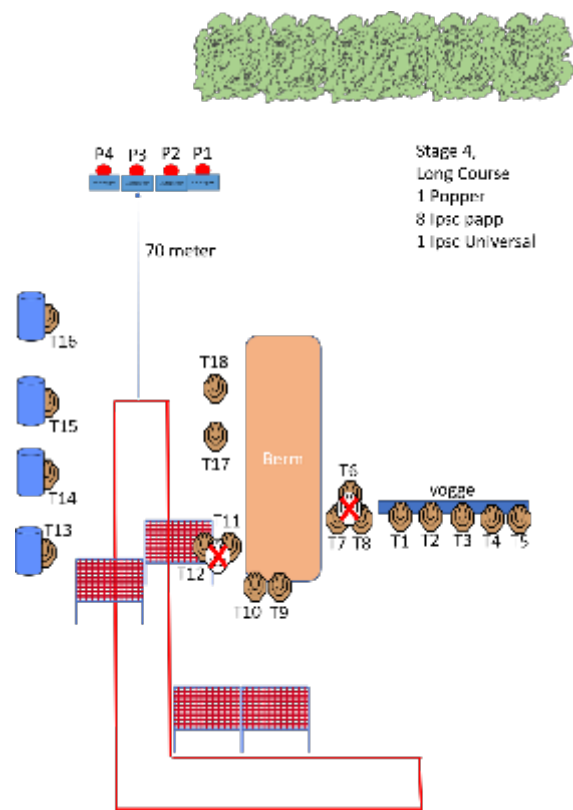 P4 P3 P2 P1
Stage 4,
Long Course
1 Popper
8 Ipsc papp
1 Ipsc Universal
70 meter
T16
T18
T15
T17
Berm
T6
vogge
T14
T13
T11
T7 T8 T1 T2 T3 T4 T5
T12
T10 T9